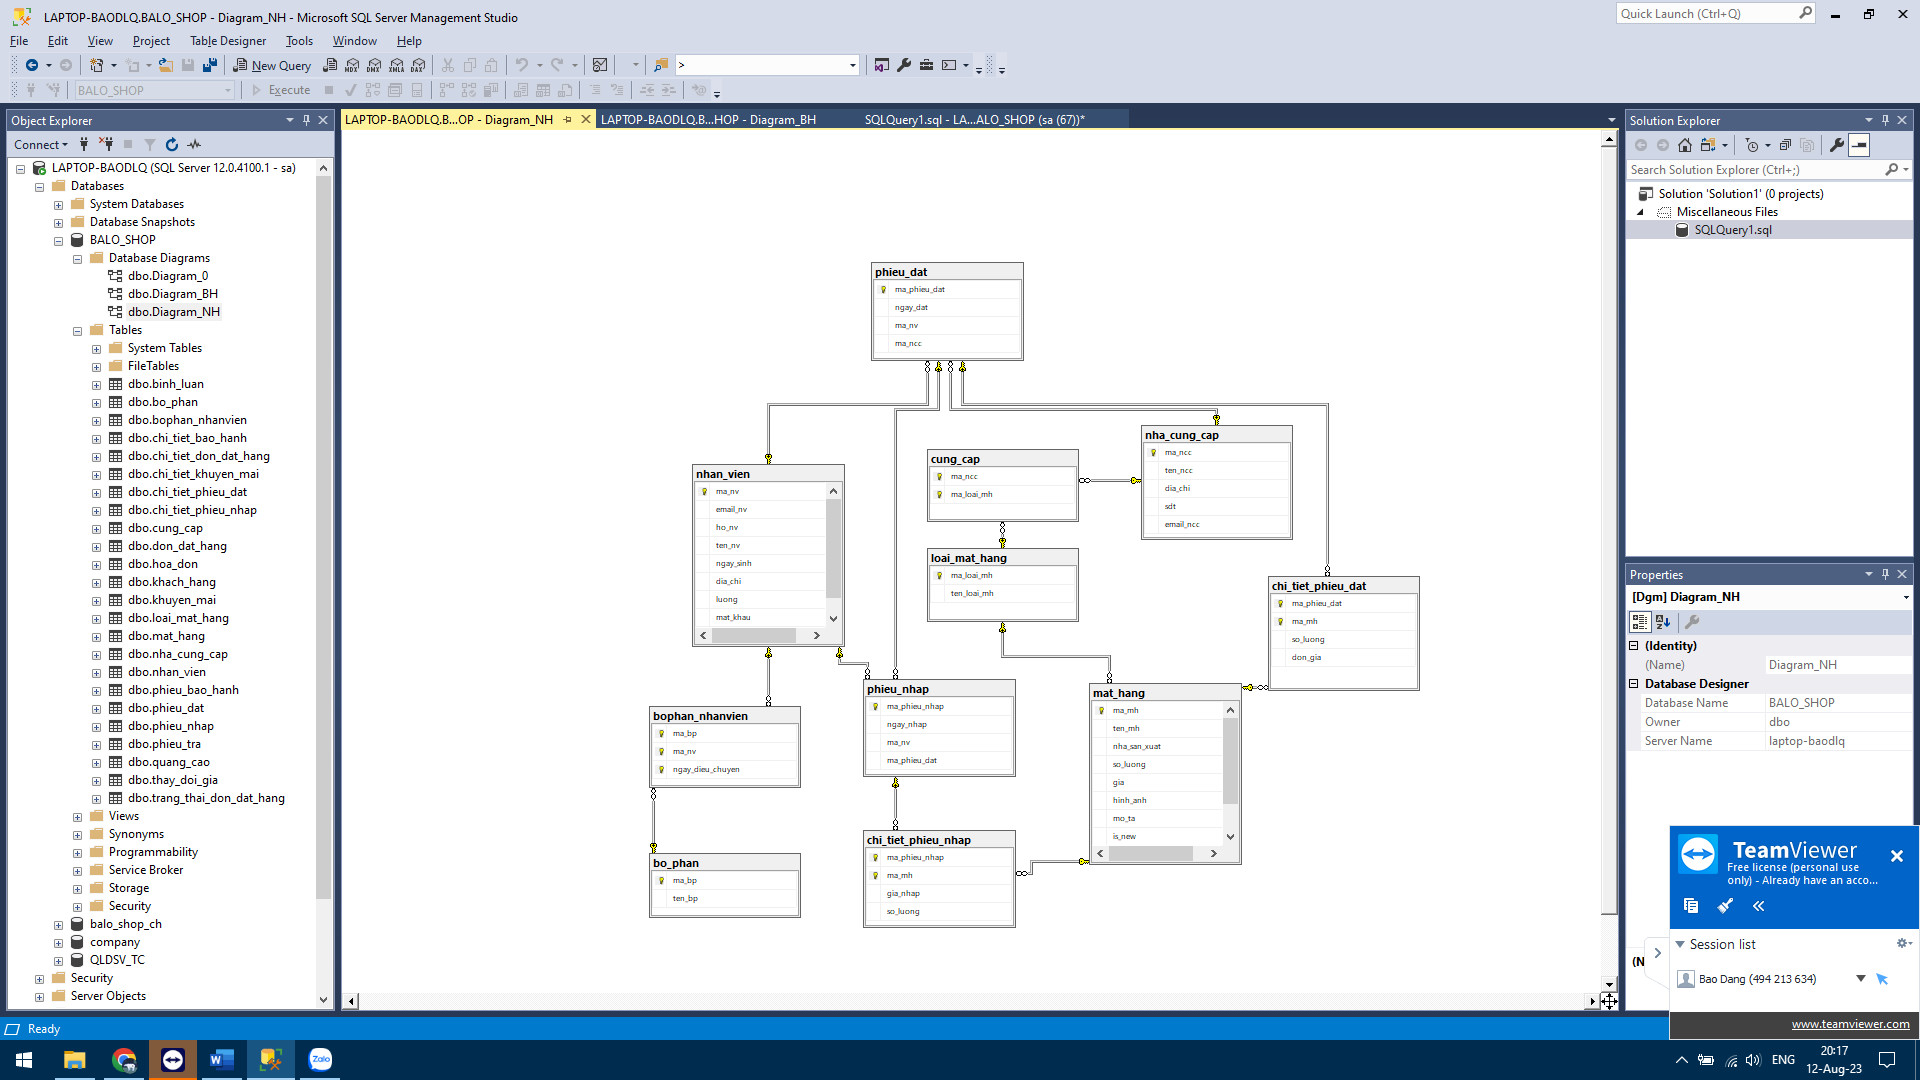 LAPTOP-BAODLQ.BALO_SHOP - Diagram_NH - Microsoft SQL Server Management Studio
Quick Launch (Ctrl+Q)
File Edit View Project Table Designer Tools Window Help
New Query
MDX DMX XMLA DAX
>
BALO_SHOP
Execute
Object Explorer
Connect
LAPTOP-BAODLQ (SQL Server 12.0.4100.1 - sa)
Databases
System Databases
Database Snapshots
BALO_SHOP
Database Diagrams
dbo.Diagram_0
dbo.Diagram_BH
dbo.Diagram_NH
Tables
System Tables
FileTables
dbo.binh_luan
dbo.bo_phan
dbo.bophan_nhanvien
dbo.chi_tiet_bao_hanh
dbo.chi_tiet_don_dat_hang
dbo.chi_tiet_khuyen_mai
dbo.chi_tiet_phieu_dat
dbo.chi_tiet_phieu_nhap
dbo.cung_cap
dbo.don_dat_hang
dbo.hoa_don
dbo.khach_hang
dbo.khuyen_mai
dbo.loai_mat_hang
dbo.mat_hang
dbo.nha_cung_cap
dbo.nhan_vien
dbo.phieu_bao_hanh
dbo.phieu_dat
dbo.phieu_nhap
dbo.phieu_tra
dbo.quang_cao
dbo.thay_doi_gia
dbo.trang_thai_don_dat_hang
Views
Synonyms
Programmability
Service Broker
Storage
Security
balo_shop_ch
company
QLDSV_TC
Security
Server Objects
LAPTOP-BAODLQ.B...OP - Diagram_NH
LAPTOP-BAODLQ.B...HOP - Diagram_BH
SQLQuery1.sql - LA...ALO_SHOP (sa (67))*
phieu_dat
ma_phieu_dat
ngay_dat
ma_nv
ma_ncc
nhan_vien
ma_nv
email_nv
ho_nv
ten_nv
ngay_sinh
dia_chi
luong
mat_khau
cung_cap
ma_ncc
ma_loai_mh
nha_cung_cap
ma_ncc
ten_ncc
dia_chi
sdt
email_ncc
loai_mat_hang
ma_loai_mh
ten_loai_mh
chi_tiet_phieu_dat
ma_phieu_dat
ma_mh
so_luong
don_gia
bophan_nhanvien
ma_bp
ma_nv
ngay_dieu_chuyen
phieu_nhap
ma_phieu_nhap
ngay_nhap
ma_nv
ma_phieu_dat
mat_hang
ma_mh
ten_mh
nha_san_xuat
so_luong
gia
hinh_anh
mo_ta
is_new
bo_phan
ma_bp
ten_bp
chi_tiet_phieu_nhap
ma_phieu_nhap
ma_mh
gia_nhap
so_luong
Solution Explorer
Search Solution Explorer (Ctrl+;)
Solution 'Solution1' (0 projects)
Miscellaneous Files
SQLQuery1.sql
Properties
[Dgm] Diagram_NH
(Identity)
(Name) Diagram_NH
Database Designer
Database Name BALO_SHOP
Owner dbo
Server Name laptop-baodlq
(N
TeamViewer
Free license (personal use
only) - Already have an acco...
Session list
Bao Dang (494 213 634)
www.teamviewer.com
Ready
Zalo
ENG
20:17
12-Aug-23